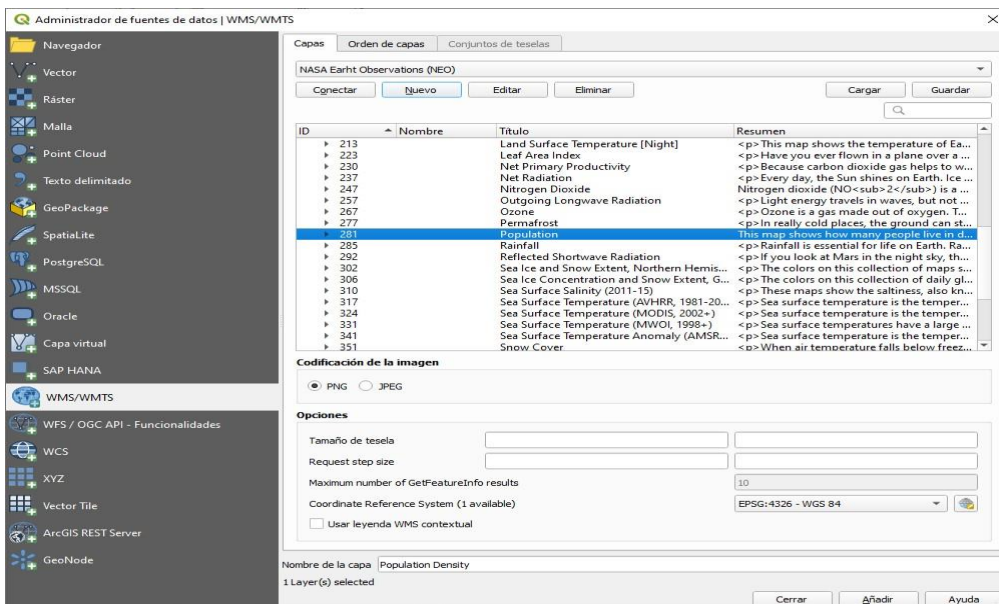 Administrador de fuentes de datos | WMS/WMTS
Navegador
Vector
Ráster
Malla
Point Cloud
Texto delimitado
GeoPackage
SpatiaLite
PostgreSQL
MSSQL
Oracle
Capa virtual
SAP HANA
WMS/WMTS
WFS / OGC API - Funcionalidades
WCS
XYZ
Vector Tile
ArcGIS REST Server
GeoNode
Capas Orden de capas Conjuntos de teselas
NASA Earht Observations (NEO)
Conectar Nuevo Editar Eliminar Cargar Guardar
ID Nombre Título Resumen
213 Land Surface Temperature [Night] <p>This map shows the temperature of Ea...
223 Leaf Area Index <p>Have you ever flown in a plane over a ...
230 Net Primary Productivity <p>Because carbon dioxide gas helps to w...
237 Net Radiation <p>Every day, the Sun shines on Earth. Ice ...
247 Nitrogen Dioxide Nitrogen dioxide (NO<sub>2</sub>) is a ...
257 Outgoing Longwave Radiation <p>Light energy travels in waves, but not ...
267 Ozone <p>Ozone is a gas made out of oxygen. T...
277 Permafrost <p>In really cold places, the ground can st...
281 Population This map shows how many people live in d...
285 Rainfall <p>Rainfall is essential for life on Earth. Ra...
292 Reflected Shortwave Radiation <p>If you look at Mars in the night sky, th...
302 Sea Ice and Snow Extent, Northern Hemis... <p>The colors on this collection of maps s...
306 Sea Ice Concentration and Snow Extent, G... <p>The colors on this collection of daily gl...
310 Sea Surface Salinity (2011-15) <p>These maps show the saltiness, also kn...
317 Sea Surface Temperature (AVHRR, 1981-20... <p>Sea surface temperature is the temper...
324 Sea Surface Temperature (MODIS, 2002+) <p>Sea surface temperature is the temper...
331 Sea Surface Temperature (MWOI, 1998+) <p>Sea surface temperatures have a large ...
341 Sea Surface Temperature Anomaly (AMSR... <p>Sea surface temperature is the temper...
351 Snow Cover <p>When air temperature falls below freez...
Codificación de la imagen
PNG JPEG
Opciones
Tamaño de tesela
Request step size
Maximum number of GetFeatureInfo results 10
Coordinate Reference System (1 available) EPSG:4326 - WGS 84
Usar leyenda WMS contextual
Nombre de la capa Population Density
1 Layer(s) selected
Cerrar Añadir Ayuda